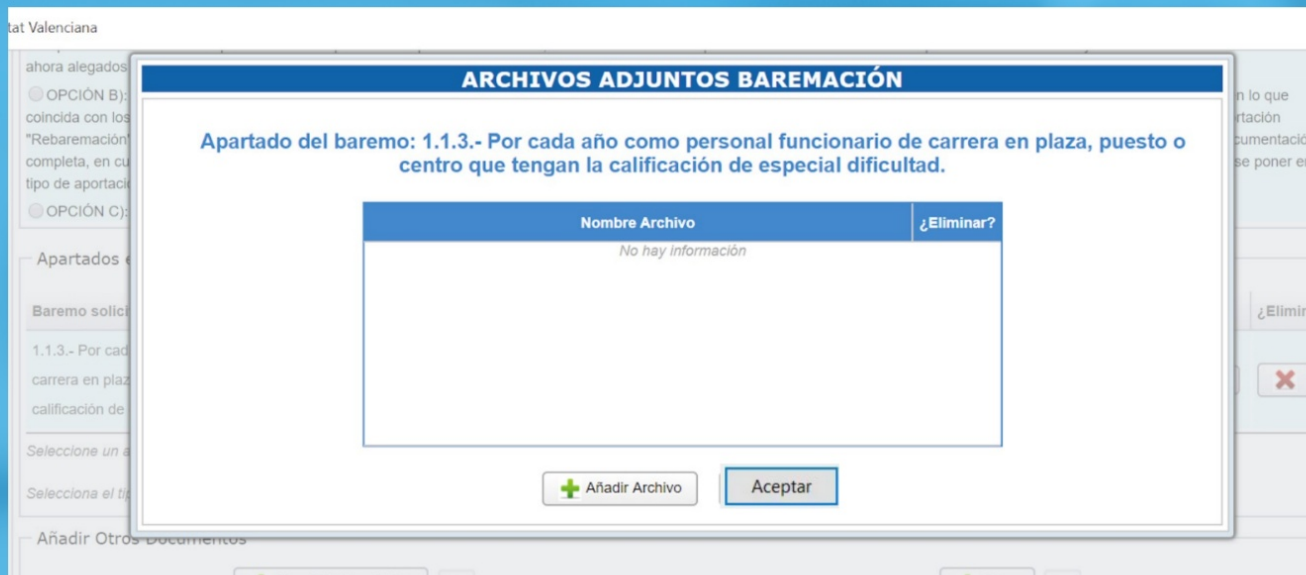 tat Valenciana
ahora alegados
OPCIÓN B):
n lo que
coincida con los
rtación
"Rebaremación"
cumentació
completa, en cu
se poner en
tipo de aportaci
OPCIÓN C):
Apartados e
Baremo solici
¿Elimin
1.1.3.- Por cad
carrera en plaz
calificación de
Seleccione un a
Selecciona el tip
Añadir Otros Documentos
ARCHIVOS ADJUNTOS BAREMACIÓN
Apartado del baremo: 1.1.3.- Por cada año como personal funcionario de carrera en plaza, puesto o
centro que tengan la calificación de especial dificultad.
Nombre Archivo ¿Eliminar?
No hay información
Añadir Archivo Aceptar